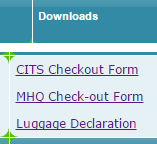 Downloads
CITS Checkout Form
MHQ Check-out Form
Luggage Declaration